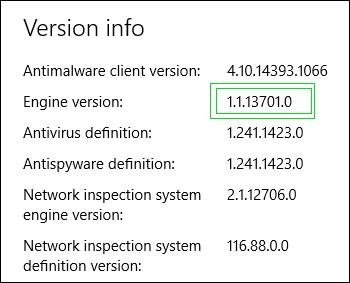 Version info
Antimalware client version: 4.10.14393.1066
Engine version: 1.1.13701.0
Antivirus definition: 1.241.1423.0
Antispyware definition: 1.241.1423.0
Network inspection system 2.1.12706.0
engine version:
Network inspection system 116.88.0.0
definition version: